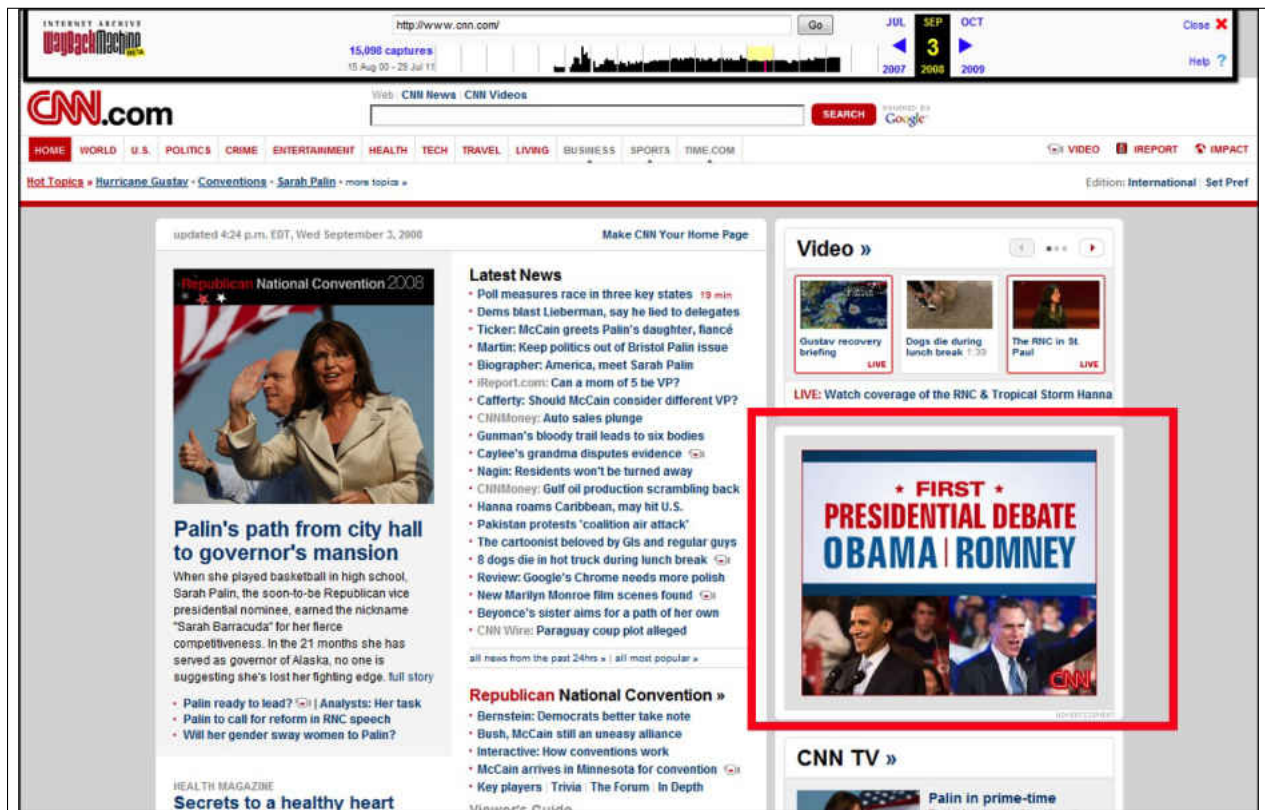 INTERNET ARCHIVE
WaybackMachine
BETA
http://www.cnn.com/
Go
JUL SEP OCT
Close
15,098 captures
15 Aug 00 - 29 Jul 11
3
2007 2008 2009
Help ?
CNN.com
Web CNN News CNN Videos
SEARCH
POWERED BY
Google
HOME WORLD U.S. POLITICS CRIME ENTERTAINMENT HEALTH TECH TRAVEL LIVING BUSINESS SPORTS TIME.COM
VIDEO IREPORT IMPACT
Hot Topics » Hurricane Gustav • Conventions • Sarah Palin • more topics »
Edition: International | Set Pref
updated 4:24 p.m. EDT, Wed September 3, 2008
Make CNN Your Home Page
Republican National Convention 2008
Palin's path from city hall
to governor's mansion
When she played basketball in high school,
Sarah Palin, the soon-to-be Republican vice
presidential nominee, earned the nickname
"Sarah Barracuda" for her fierce
competitiveness. In the 21 months she has
served as governor of Alaska, no one is
suggesting she's lost her fighting edge. full story
• Palin ready to lead? | Analysts: Her task
• Palin to call for reform in RNC speech
• Will her gender sway women to Palin?
HEALTH MAGAZINE
Secrets to a healthy heart
Latest News
• Poll measures race in three key states 19 min
• Dems blast Lieberman, say he lied to delegates
• Ticker: McCain greets Palin's daughter, fiancé
• Martin: Keep politics out of Bristol Palin issue
• Biographer: America, meet Sarah Palin
• iReport.com: Can a mom of 5 be VP?
• Cafferty: Should McCain consider different VP?
• CNNMoney: Auto sales plunge
• Gunman's bloody trail leads to six bodies
• Caylee's grandma disputes evidence
• Nagin: Residents won't be turned away
• CNNMoney: Gulf oil production scrambling back
• Hanna roams Caribbean, may hit U.S.
• Pakistan protests 'coalition air attack'
• The cartoonist beloved by GIs and regular guys
• 8 dogs die in hot truck during lunch break
• Review: Google's Chrome needs more polish
• New Marilyn Monroe film scenes found
• Beyonce's sister aims for a path of her own
• CNN Wire: Paraguay coup plot alleged
all news from the past 24hrs » | all most popular »
Republican National Convention »
• Bernstein: Democrats better take note
• Bush, McCain still an uneasy alliance
• Interactive: How conventions work
• McCain arrives in Minnesota for convention
• Key players | Trivia | The Forum | In Depth
Viewer's Guide
Video »
Gustav recovery
briefing
LIVE
Dogs die during
lunch break 1:39
The RNC in St.
Paul
LIVE
LIVE: Watch coverage of the RNC & Tropical Storm Hanna
FIRST
PRESIDENTIAL DEBATE
OBAMA | ROMNEY
CNN
ADVERTISEMENT
CNN TV »
Palin in prime-time